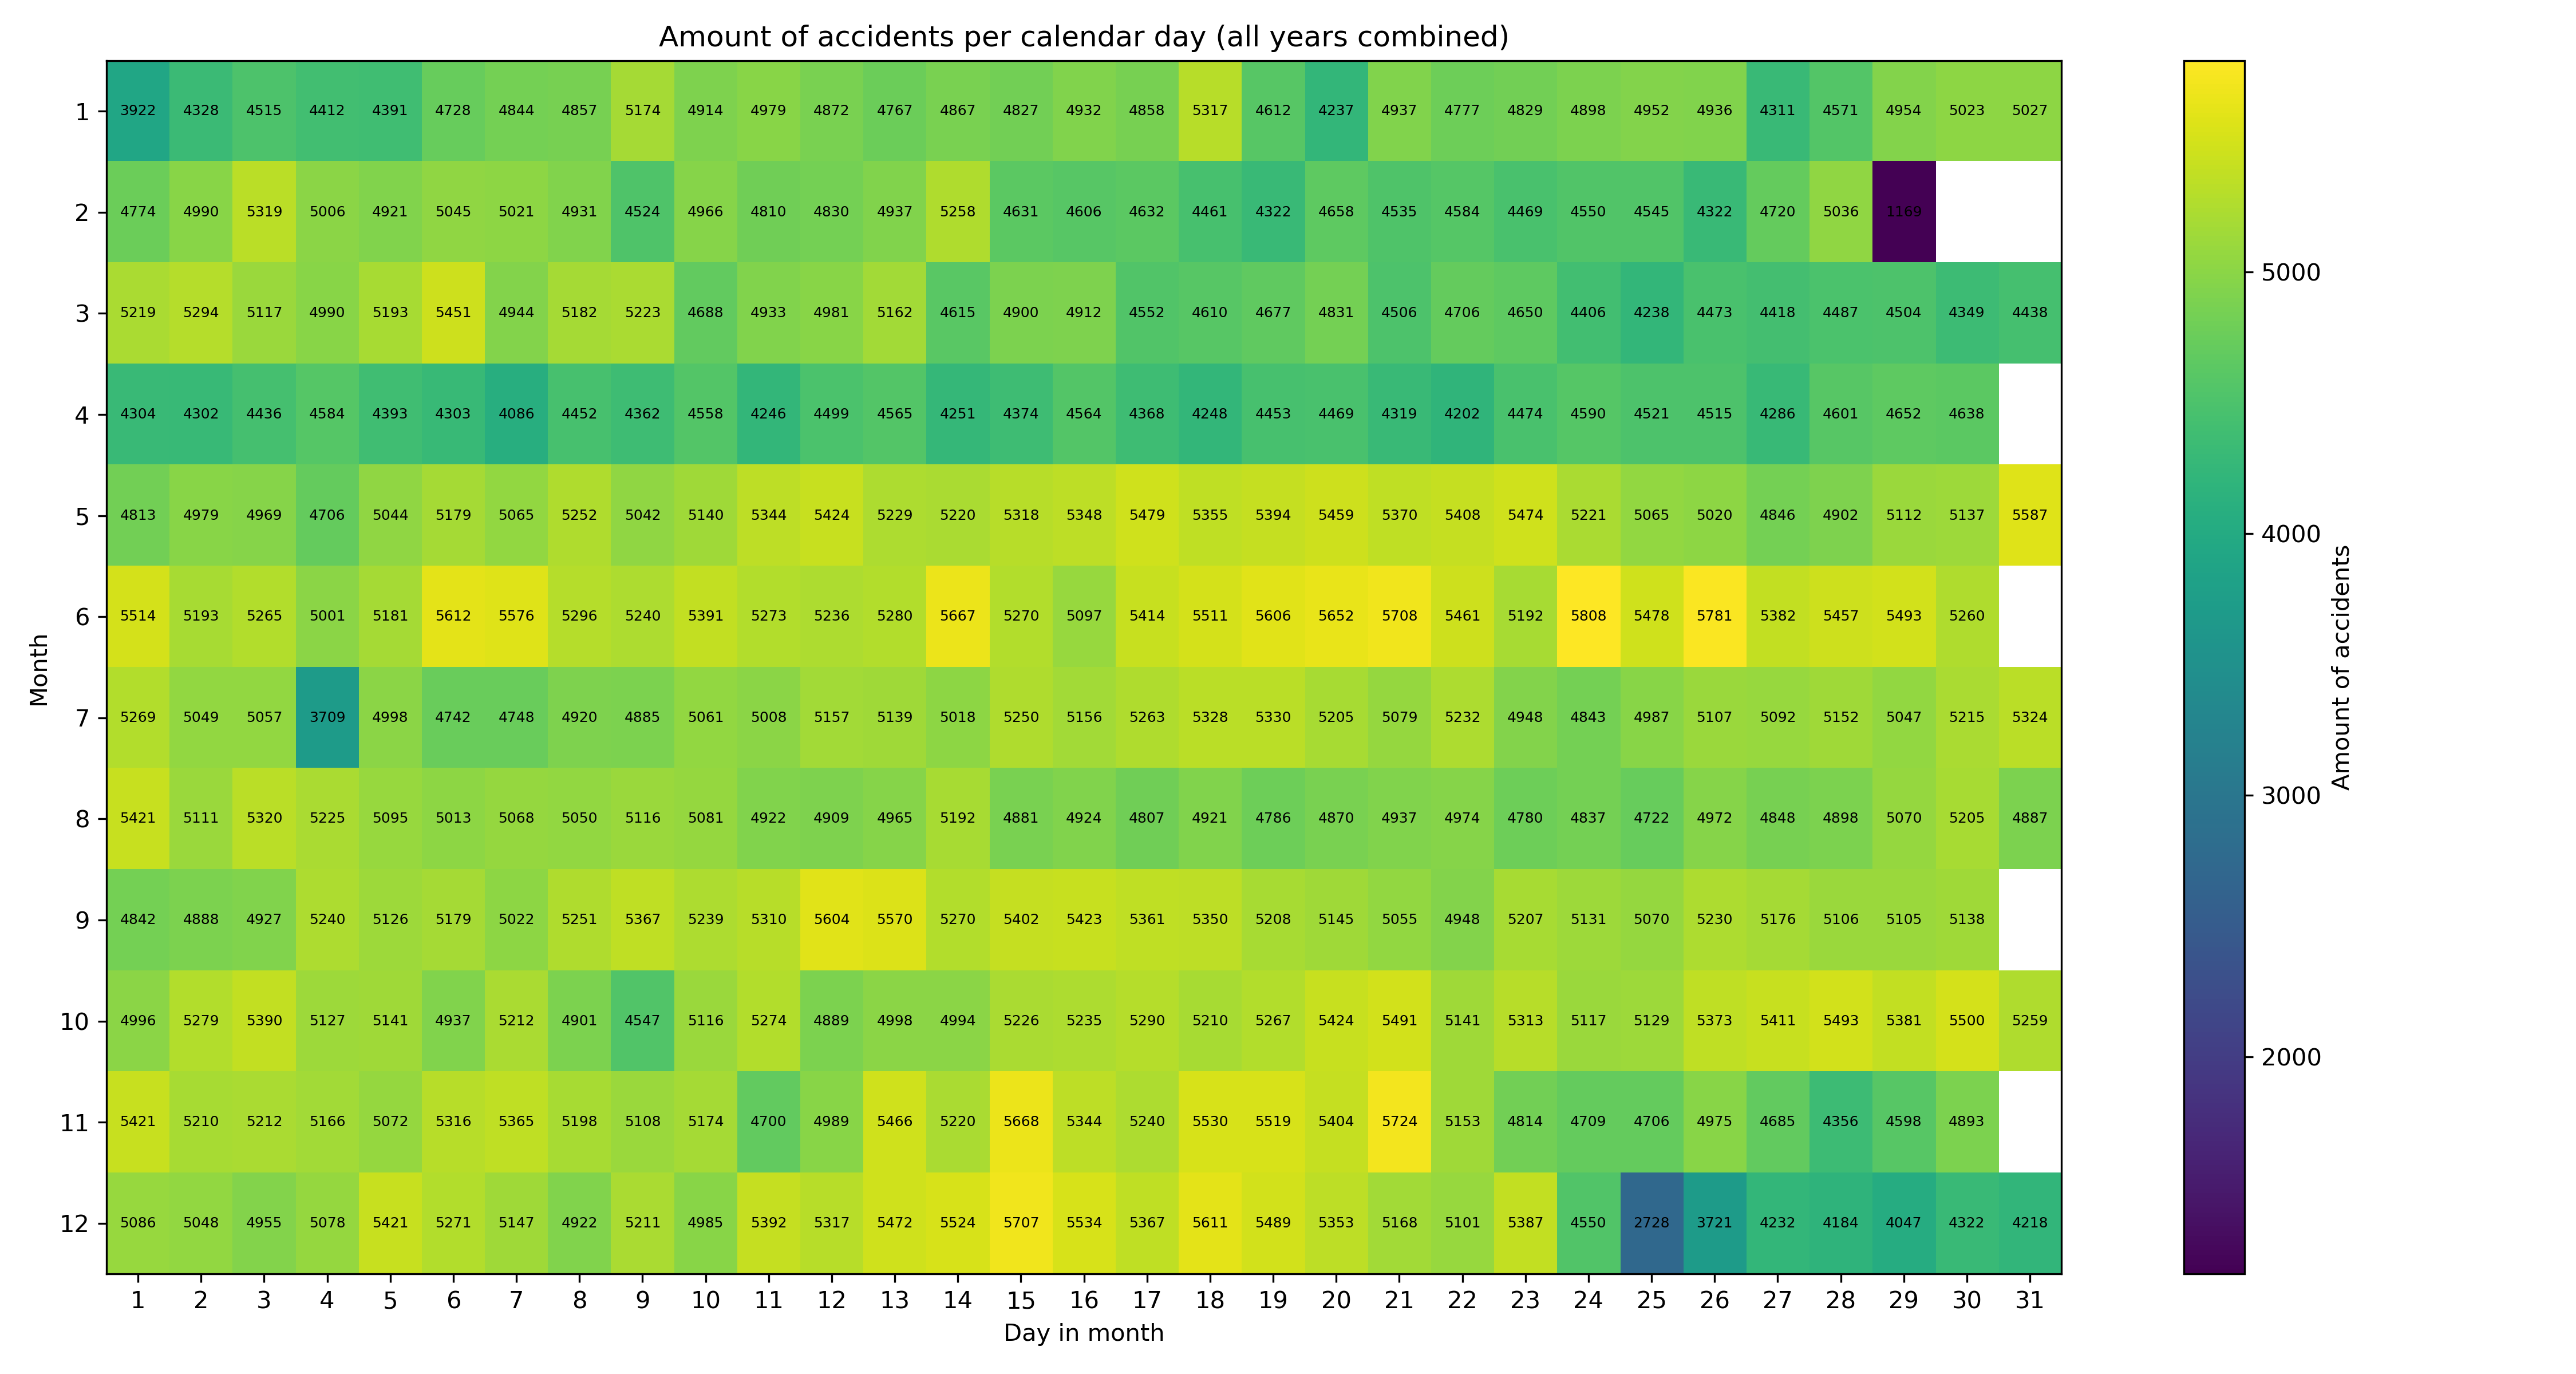 Amount of accidents per calendar day (all years combined)
1 3922 4328 4515 4412 4391 4728 4844 4857 5174 4914 4979 4872 4767 4867 4827 4932 4858 5317 4612 4237 4937 4777 4829 4898 4952 4936 4311 4571 4954 5023 5027
2 4774 4990 5319 5006 4921 5045 5021 4931 4524 4966 4810 4830 4937 5258 4631 4606 4632 4461 4322 4658 4535 4584 4469 4550 4545 4322 4720 5036 1169
3 5219 5294 5117 4990 5193 5451 4944 5182 5223 4688 4933 4981 5162 4615 4900 4912 4552 4610 4677 4831 4506 4706 4650 4406 4238 4473 4418 4487 4504 4349 4438
4 4304 4302 4436 4584 4393 4303 4086 4452 4362 4558 4246 4499 4565 4251 4374 4564 4368 4248 4453 4469 4319 4202 4474 4590 4521 4515 4286 4601 4652 4638
5 4813 4979 4969 4706 5044 5179 5065 5252 5042 5140 5344 5424 5229 5220 5318 5348 5479 5355 5394 5459 5370 5408 5474 5221 5065 5020 4846 4902 5112 5137 5587
6 5514 5193 5265 5001 5181 5612 5576 5296 5240 5391 5273 5236 5280 5667 5270 5097 5414 5511 5606 5652 5708 5461 5192 5808 5478 5781 5382 5457 5493 5260
7 5269 5049 5057 3709 4998 4742 4748 4920 4885 5061 5008 5157 5139 5018 5250 5156 5263 5328 5330 5205 5079 5232 4948 4843 4987 5107 5092 5152 5047 5215 5324
8 5421 5111 5320 5225 5095 5013 5068 5050 5116 5081 4922 4909 4965 5192 4881 4924 4807 4921 4786 4870 4937 4974 4780 4837 4722 4972 4848 4898 5070 5205 4887
9 4842 4888 4927 5240 5126 5179 5022 5251 5367 5239 5310 5604 5570 5270 5402 5423 5361 5350 5208 5145 5055 4948 5207 5131 5070 5230 5176 5106 5105 5138
10 4996 5279 5390 5127 5141 4937 5212 4901 4547 5116 5274 4889 4998 4994 5226 5235 5290 5210 5267 5424 5491 5141 5313 5117 5129 5373 5411 5493 5381 5500 5259
11 5421 5210 5212 5166 5072 5316 5365 5198 5108 5174 4700 4989 5466 5220 5668 5344 5240 5530 5519 5404 5724 5153 4814 4709 4706 4975 4685 4356 4598 4893
12 5086 5048 4955 5078 5421 5271 5147 4922 5211 4985 5392 5317 5472 5524 5707 5534 5367 5611 5489 5353 5168 5101 5387 4550 2728 3721 4232 4184 4047 4322 4218
1 2 3 4 5 6 7 8 9 10 11 12 13 14 15 16 17 18 19 20 21 22 23 24 25 26 27 28 29 30 31
Day in month
Month
5000
4000
3000
2000
Amount of accidents